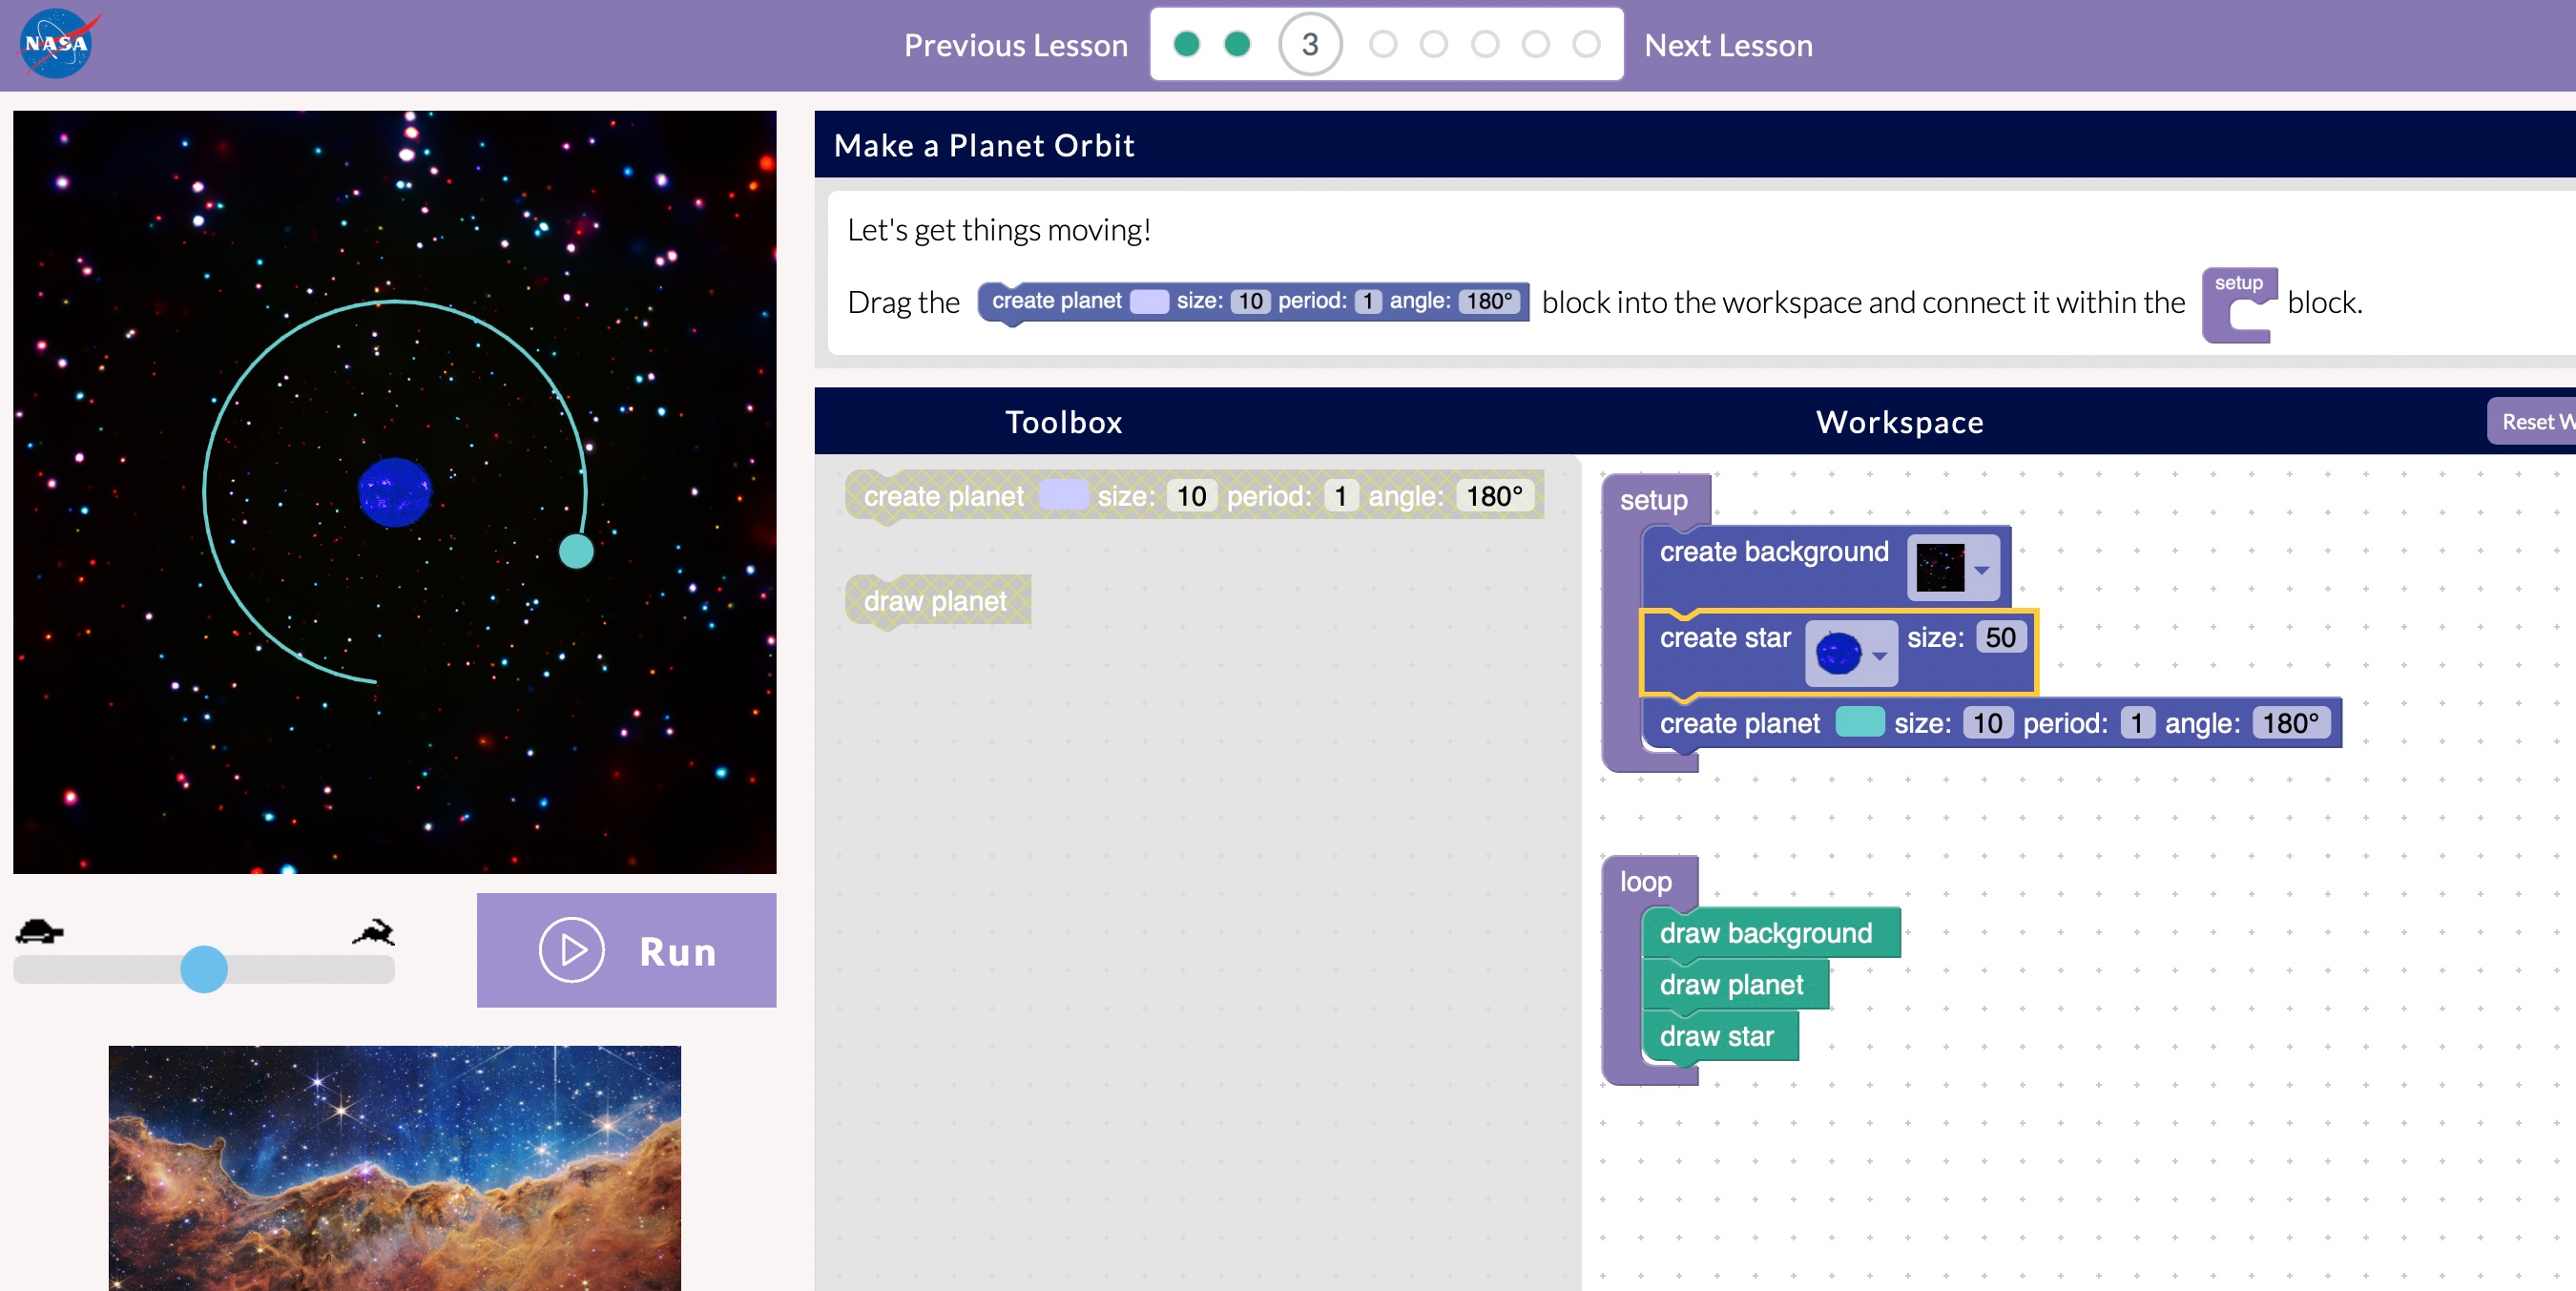 NASA
Previous Lesson 3 Next Lesson
Make a Planet Orbit
Let's get things moving!
Drag the create planet size: 10 period: 1 angle: 180° block into the workspace and connect it within the setup block.
Toolbox
Workspace
Reset W
create planet size: 10 period: 1 angle: 180°
draw planet
setup
create background
create star size: 50
create planet size: 10 period: 1 angle: 180°
loop
draw background
draw planet
draw star
Run